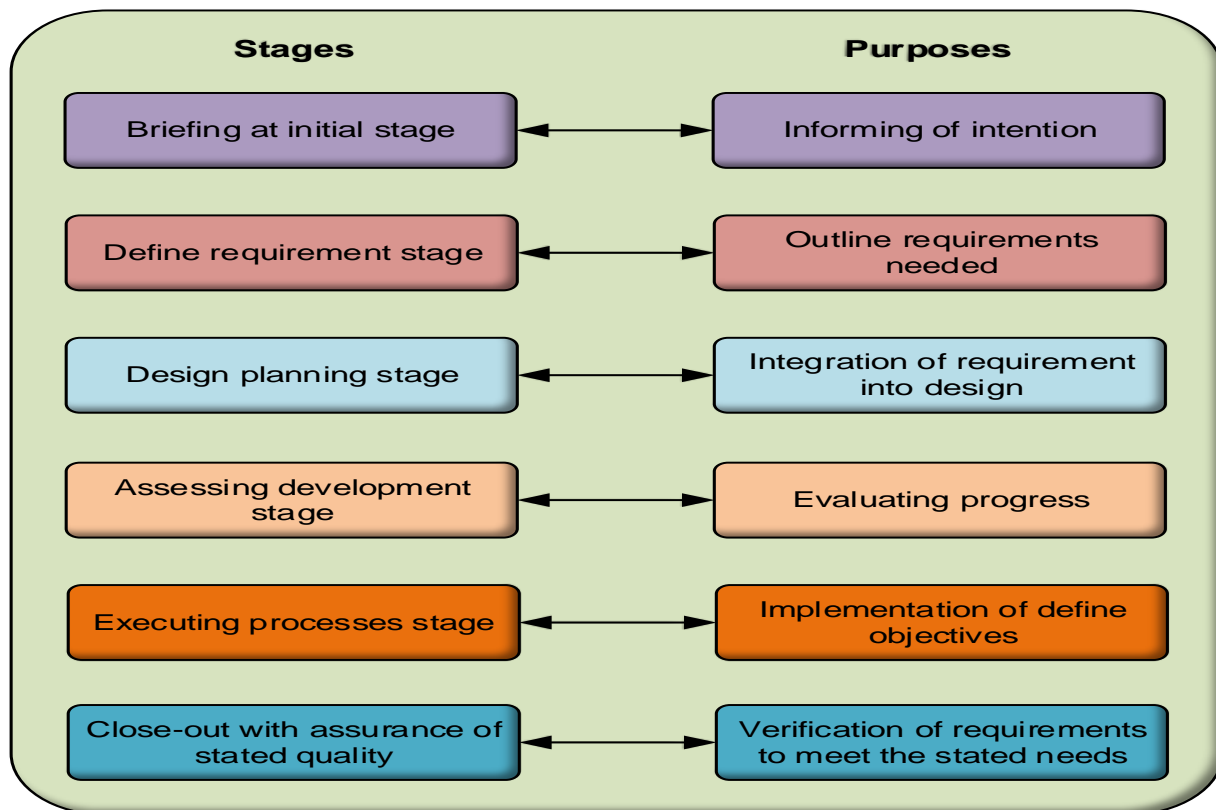 Stages
Purposes
Briefing at initial stage
Informing of intention
Define requirement stage
Outline requirements
needed
Design planning stage
Integration of requirement
into design
Assessing development
stage
Evaluating progress
Executing processes stage
Implementation of define
objectives
Close-out with assurance of
stated quality
Verification of requirements
to meet the stated needs